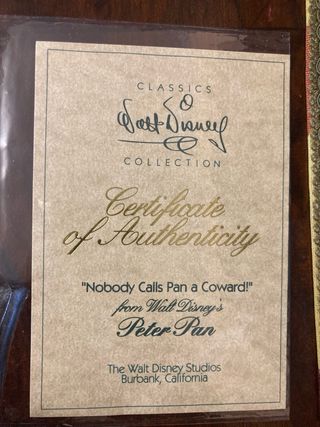 CLASSICS
Walt Disney
COLLECTION
Certificate
of Authenticity
"Nobody Calls Pan a Coward!"
from Walt Disney's
Peter Pan
The Walt Disney Studios
Burbank, California